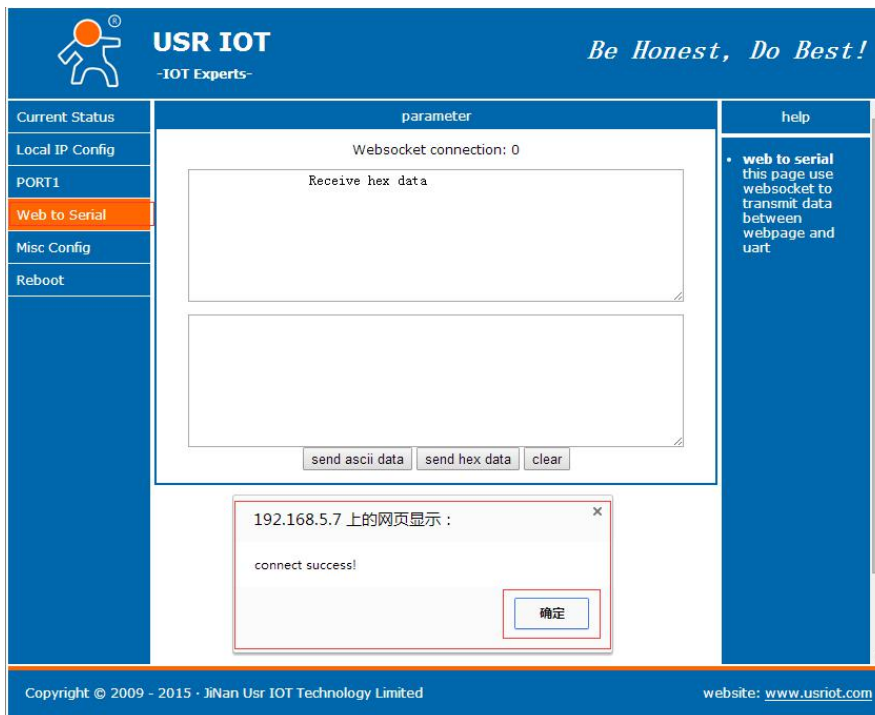 ®
USR IOT
-IOT Experts-
Be Honest, Do Best!
Current Status
Local IP Config
PORT1
Web to Serial
Misc Config
Reboot
parameter
Websocket connection: 0
Receive hex data
send ascii data send hex data clear
help
• web to serial
this page use
websocket to
transmit data
between
webpage and
uart
192.168.5.7 上的网页显示：
×
connect success!
确定
Copyright © 2009 - 2015 · JiNan Usr IOT Technology Limited
website: www.usriot.com